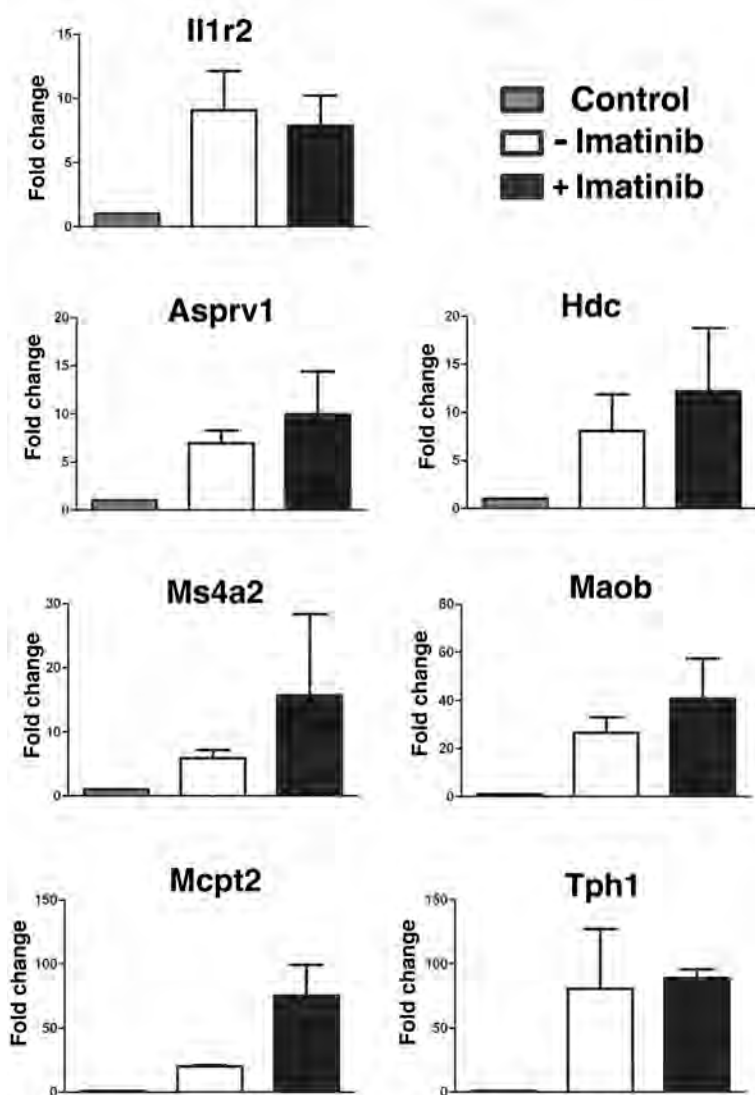 Il1r2
Fold change
15
10
5
0
Control
- Imatinib
+ Imatinib
Asprv1
Fold change
20
15
10
5
0
Hdc
Fold change
20
15
10
5
0
Ms4a2
Fold change
30
20
10
0
Maob
Fold change
80
60
40
20
0
Mcpt2
Fold change
150
100
50
0
Tph1
Fold change
150
100
50
0